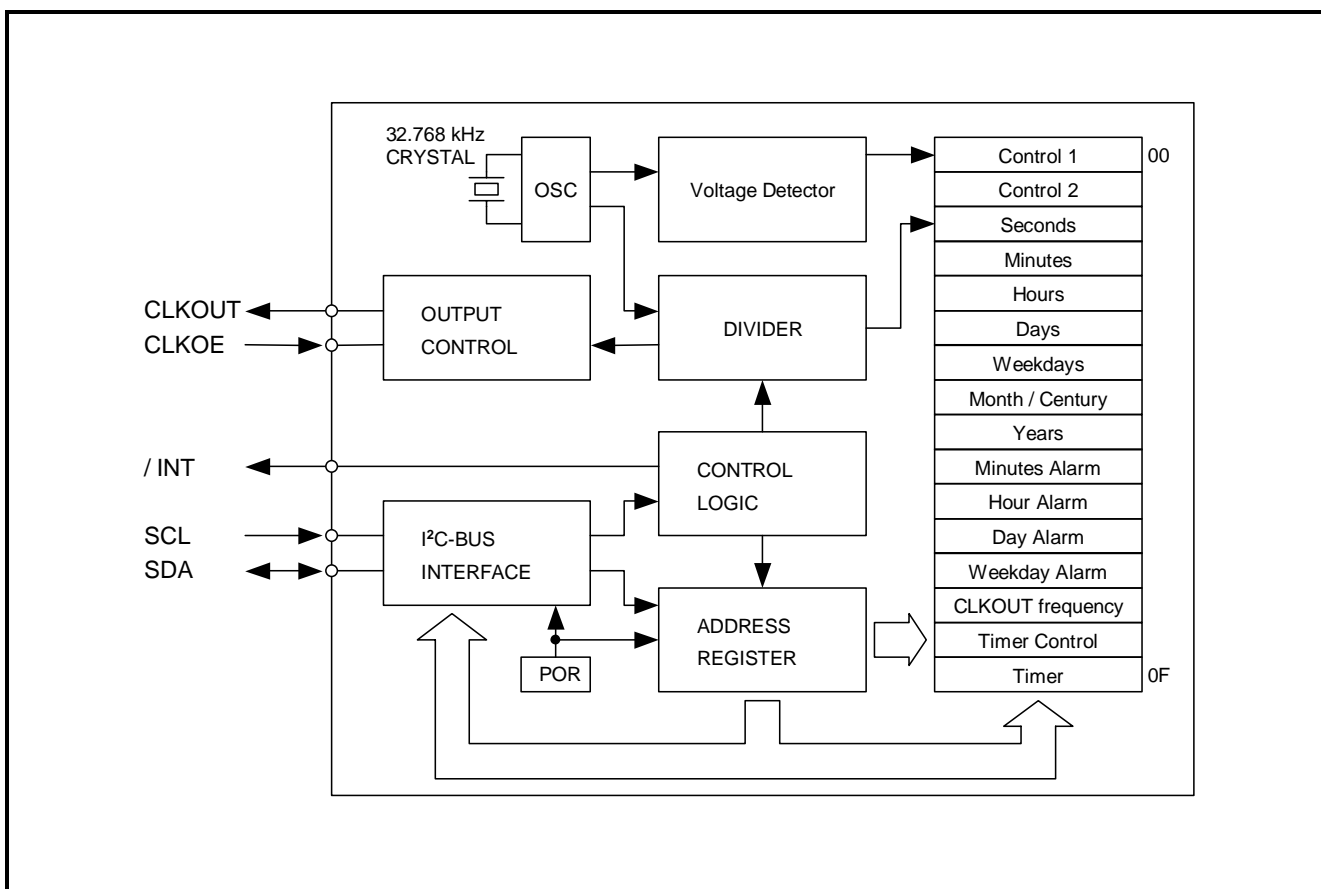 32.768 kHz
CRYSTAL
OSC
Voltage Detector
CLKOUT
CLKOE
OUTPUT
CONTROL
DIVIDER
/ INT
CONTROL
LOGIC
SCL
SDA
I²C-BUS
INTERFACE
ADDRESS
REGISTER
POR
Control 1 00
Control 2
Seconds
Minutes
Hours
Days
Weekdays
Month / Century
Years
Minutes Alarm
Hour Alarm
Day Alarm
Weekday Alarm
CLKOUT frequency
Timer Control
Timer 0F